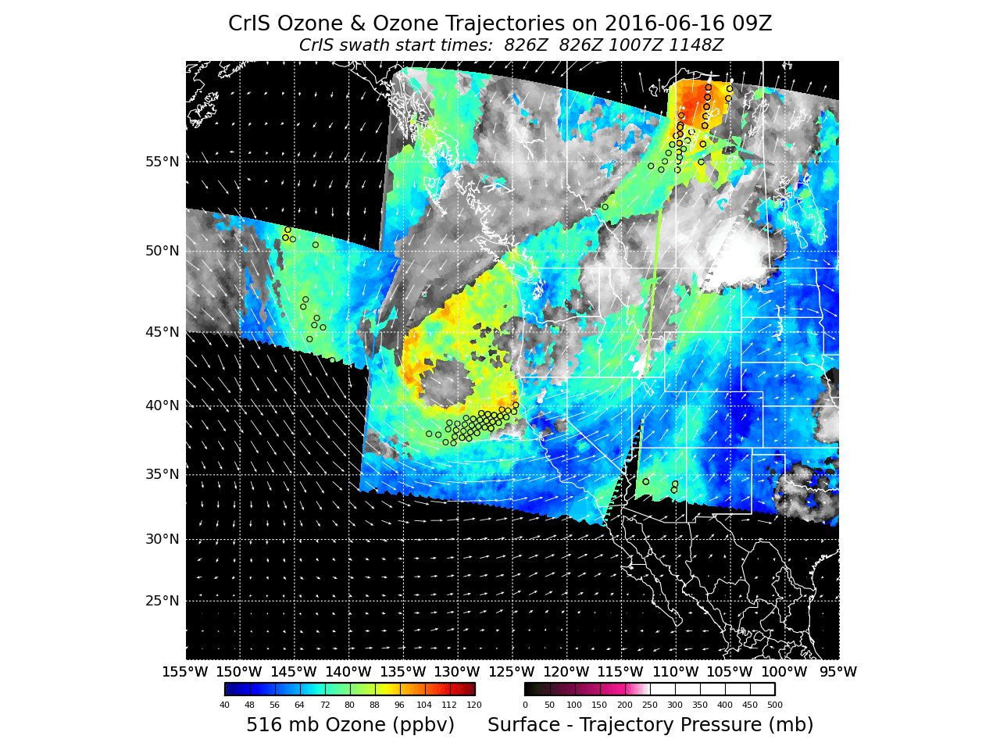 CrIS Ozone & Ozone Trajectories on 2016-06-16 09Z
CrIS swath start times:  826Z  826Z 1007Z 1148Z
55°N
50°N
45°N
40°N
35°N
30°N
25°N
155°W 150°W 145°W 140°W 135°W 130°W 125°W 120°W 115°W 110°W 105°W 100°W 95°W
40 48 56 64 72 80 88 96 104 112 120
0 50 100 150 200 250 300 350 400 450 500
516 mb Ozone (ppbv)
Surface - Trajectory Pressure (mb)